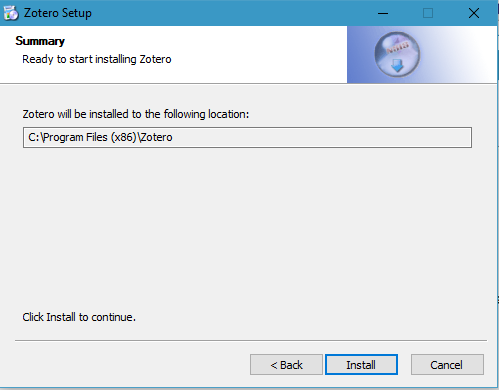 Zotero Setup
Summary
Ready to start installing Zotero
Zotero will be installed to the following location:
C:\Program Files (x86)\Zotero
Click Install to continue.
< Back
Install
Cancel